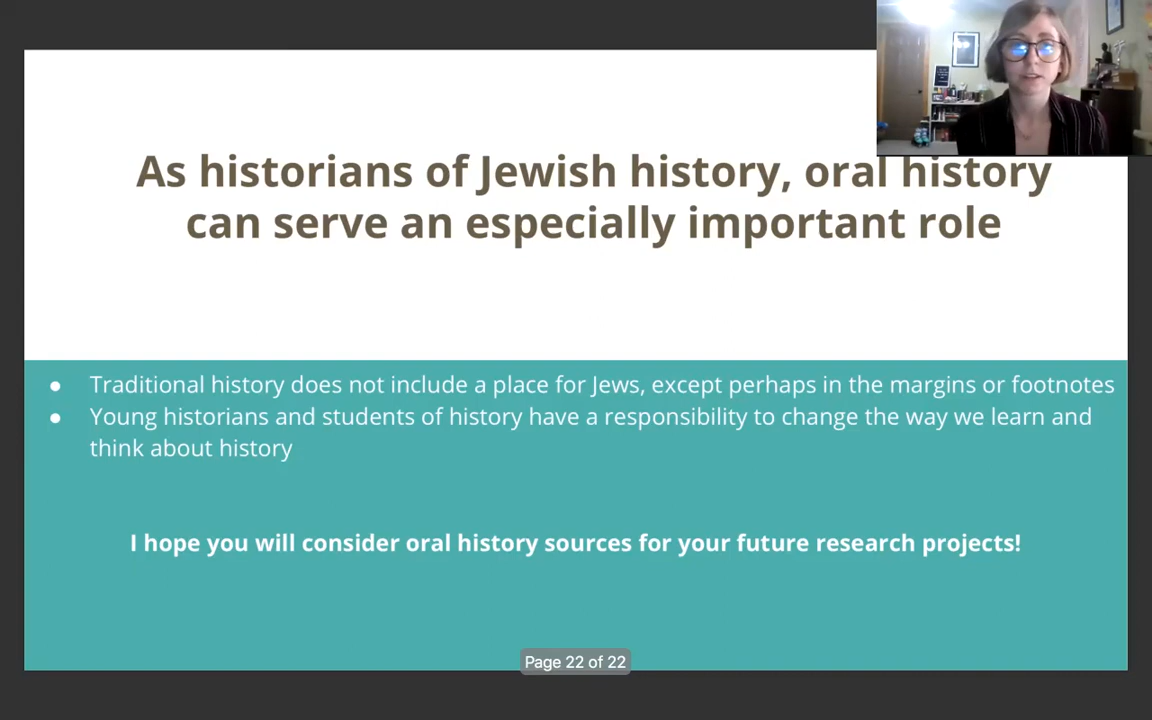 As historians of Jewish history, oral history
can serve an especially important role
● Traditional history does not include a place for Jews, except perhaps in the margins or footnotes
● Young historians and students of history have a responsibility to change the way we learn and
think about history
I hope you will consider oral history sources for your future research projects!
Page 22 of 22